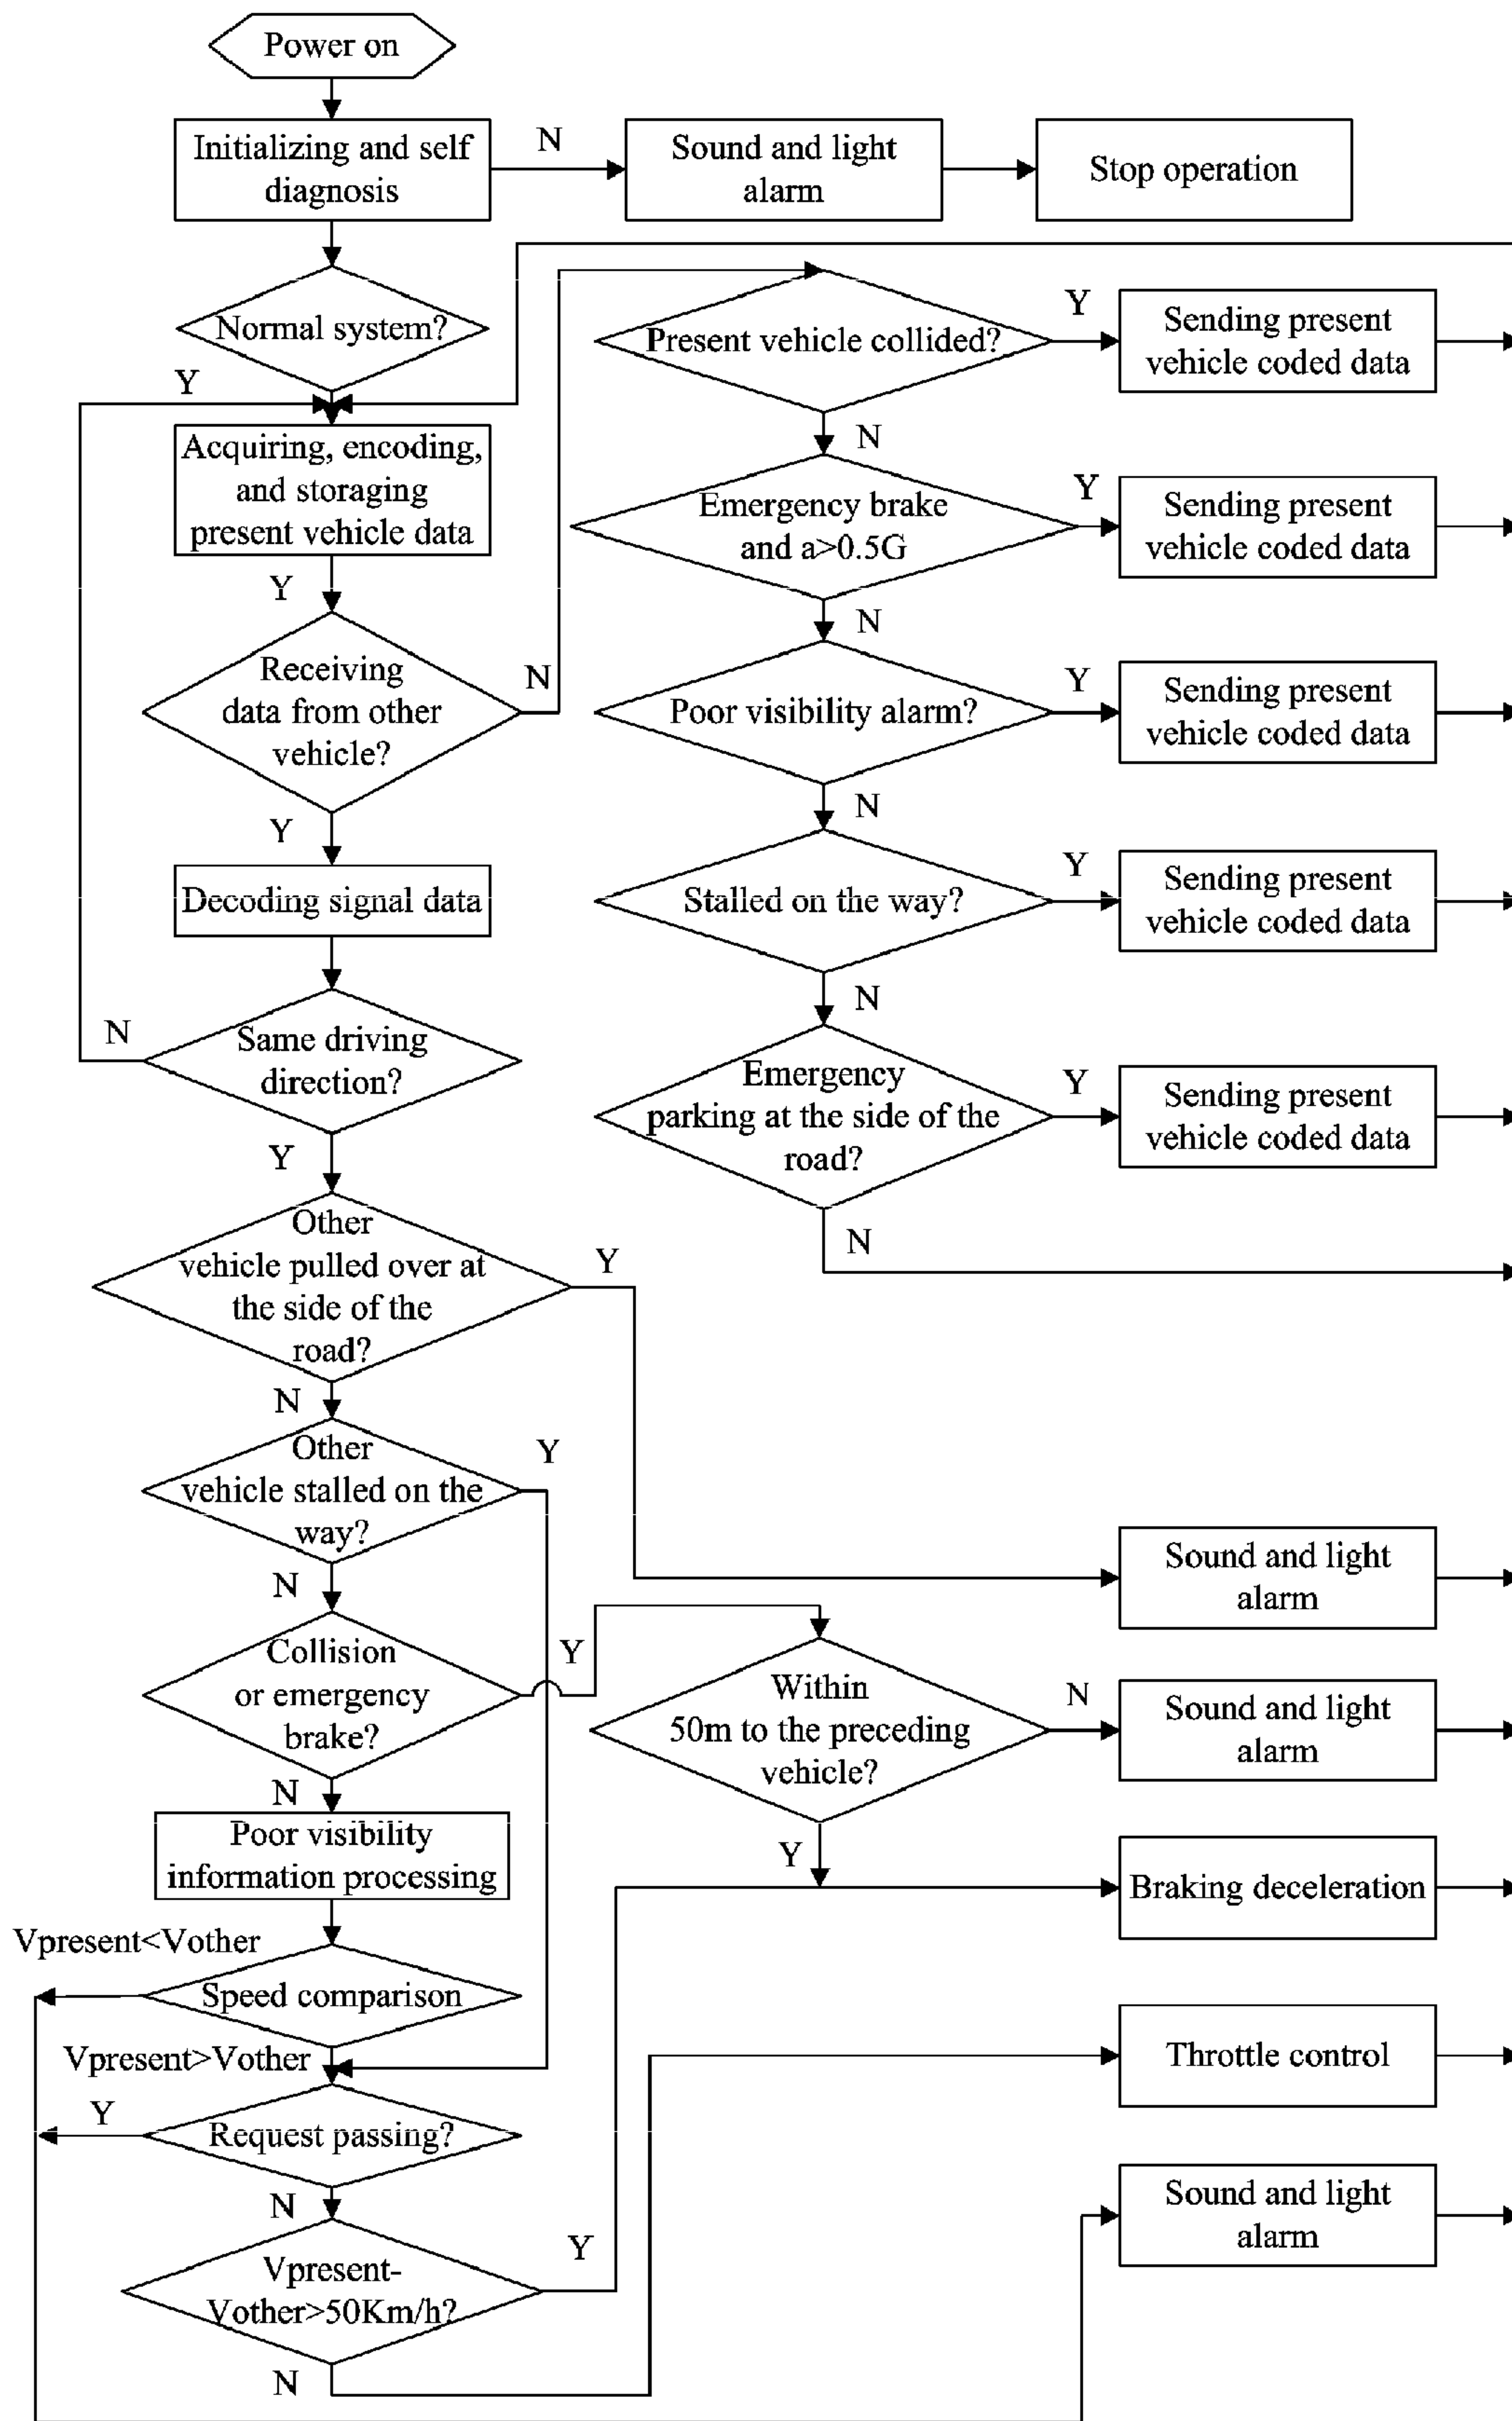 Power on
Initializing and self
diagnosis
N
Sound and light
alarm
Stop operation
Normal system?
Y
Acquiring, encoding,
and storaging
present vehicle data
Y
Receiving
data from other
vehicle?
N
Y
Decoding signal data
Same driving
direction?
N
Y
Other
vehicle pulled over at
the side of the
road?
Y
N
Other
vehicle stalled on the
way?
Y
N
Collision
or emergency
brake?
Y
N
Poor visibility
information processing
Vpresent<Vother
Speed comparison
Vpresent>Vother
Y
Request passing?
N
Vpresent-
Vother>50Km/h?
Y
N
Present vehicle collided?
Y
Sending present
vehicle coded data
N
Emergency brake
and a>0.5G
Y
Sending present
vehicle coded data
N
Poor visibility alarm?
Y
Sending present
vehicle coded data
N
Stalled on the way?
Y
Sending present
vehicle coded data
N
Emergency
parking at the side of the
road?
Y
Sending present
vehicle coded data
N
Sound and light
alarm
Within
50m to the preceding
vehicle?
N
Sound and light
alarm
Y
Braking deceleration
Throttle control
Sound and light
alarm